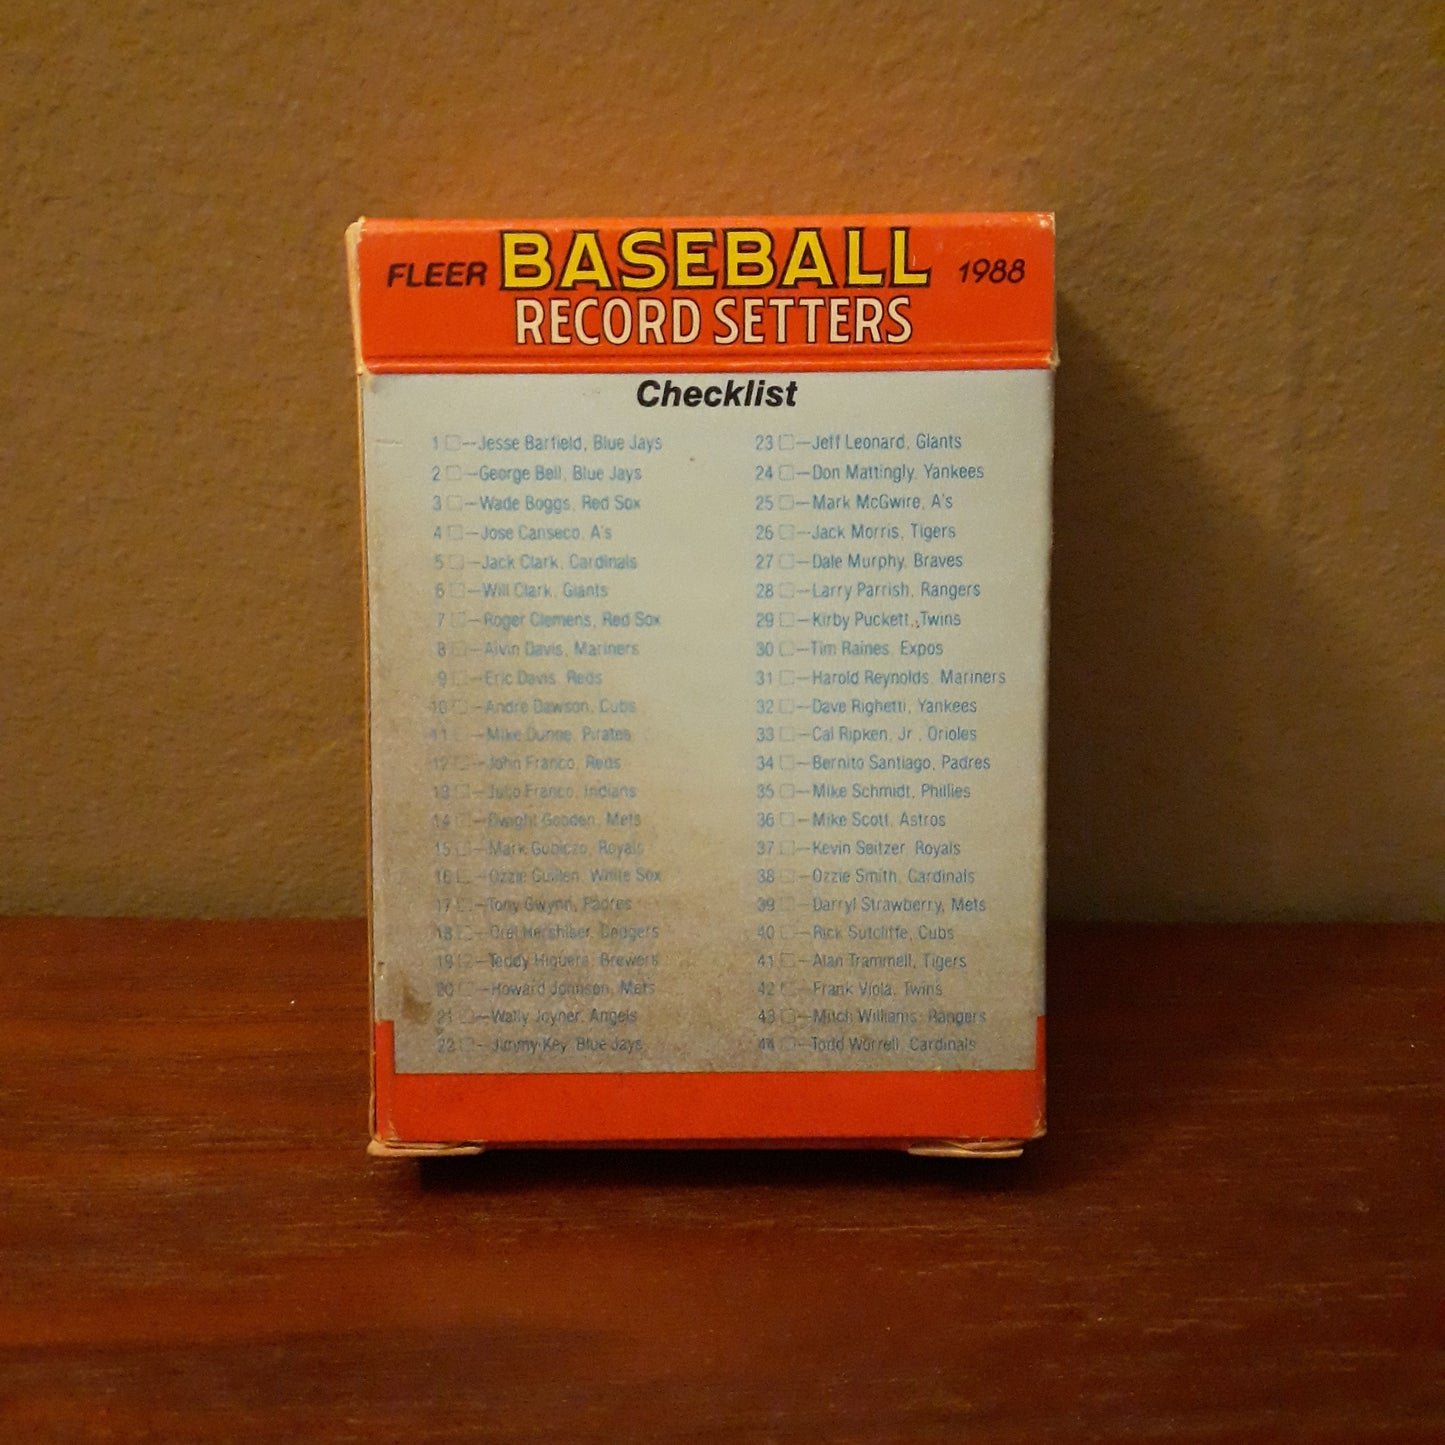 FLEER BASEBALL 1988
RECORD SETTERS
Checklist
1 □--Jesse Barfield, Blue Jays
2 □--George Bell, Blue Jays
3 □--Wade Boggs, Red Sox
4 □--Jose Canseco, A's
5 □--Jack Clark, Cardinals
6 □--Will Clark, Giants
7 □--Roger Clemens, Red Sox
8 □--Alvin Davis, Mariners
9 □--Eric Davis, Reds
10 □--Andre Dawson, Cubs
11 □--Mike Dunne, Pirates
12 □--John Franco, Reds
13 □--Julio Franco, Indians
14 □--Dwight Gooden, Mets
15 □--Mark Gubiczo, Royals
16 □--Ozzie Guillen, White Sox
17 □--Tony Gwynn, Padres
18 □--Orel Hershiser, Dodgers
19 □--Teddy Higuera, Brewers
20 □--Howard Johnson, Mets
21 □--Wally Joyner, Angels
22 □--Jimmy Key, Blue Jays
23 □--Jeff Leonard, Giants
24 □--Don Mattingly, Yankees
25 □--Mark McGwire, A's
26 □--Jack Morris, Tigers
27 □--Dale Murphy, Braves
28 □--Larry Parrish, Rangers
29 □--Kirby Puckett, Twins
30 □--Tim Raines, Expos
31 □--Harold Reynolds, Mariners
32 □--Dave Righetti, Yankees
33 □--Cal Ripken, Jr., Orioles
34 □--Bernito Santiago, Padres
35 □--Mike Schmidt, Phillies
36 □--Mike Scott, Astros
37 □--Kevin Seitzer, Royals
38 □--Ozzie Smith, Cardinals
39 □--Darryl Strawberry, Mets
40 □--Rick Sutcliffe, Cubs
41 □--Alan Trammell, Tigers
42 □--Frank Viola, Twins
43 □--Mitch Williams, Rangers
44 □--Todd Worrell, Cardinals